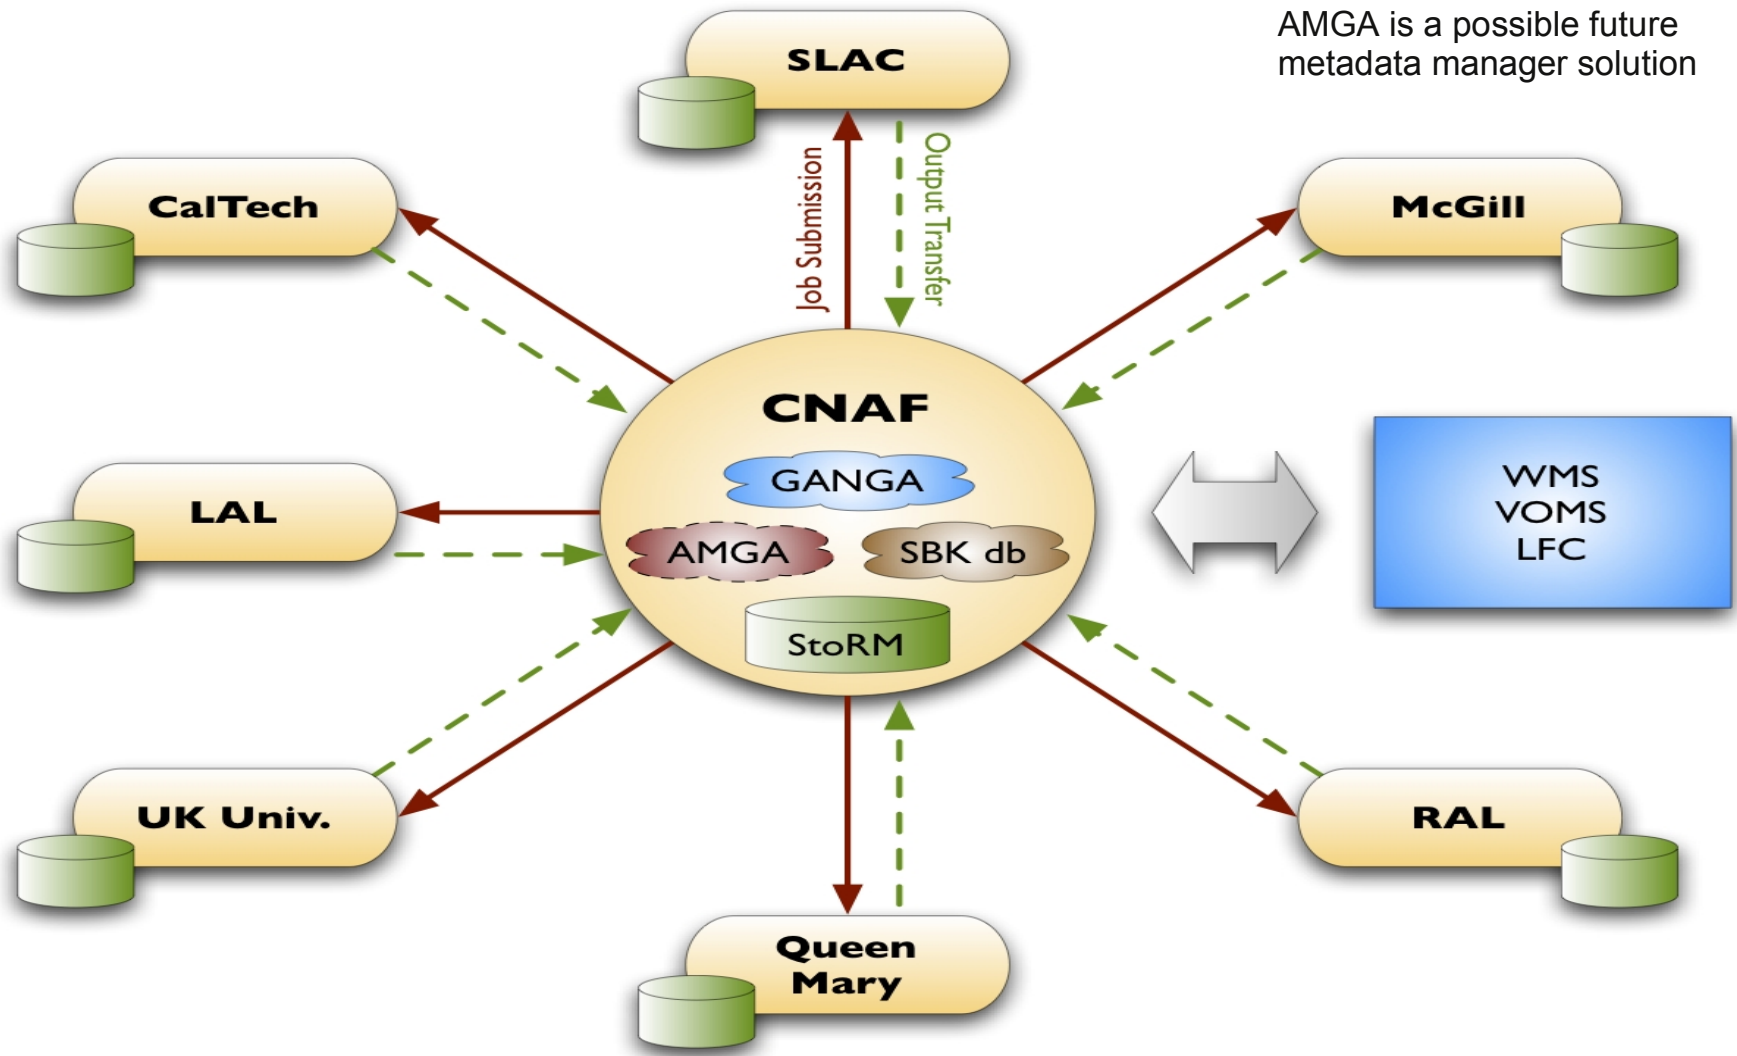 AMGA is a possible future
metadata manager solution
SLAC
CalTech
McGill
Job Submission
Output Transfer
CNAF
GANGA
AMGA
SBK db
StoRM
WMS
VOMS
LFC
LAL
UK Univ.
RAL
Queen
Mary